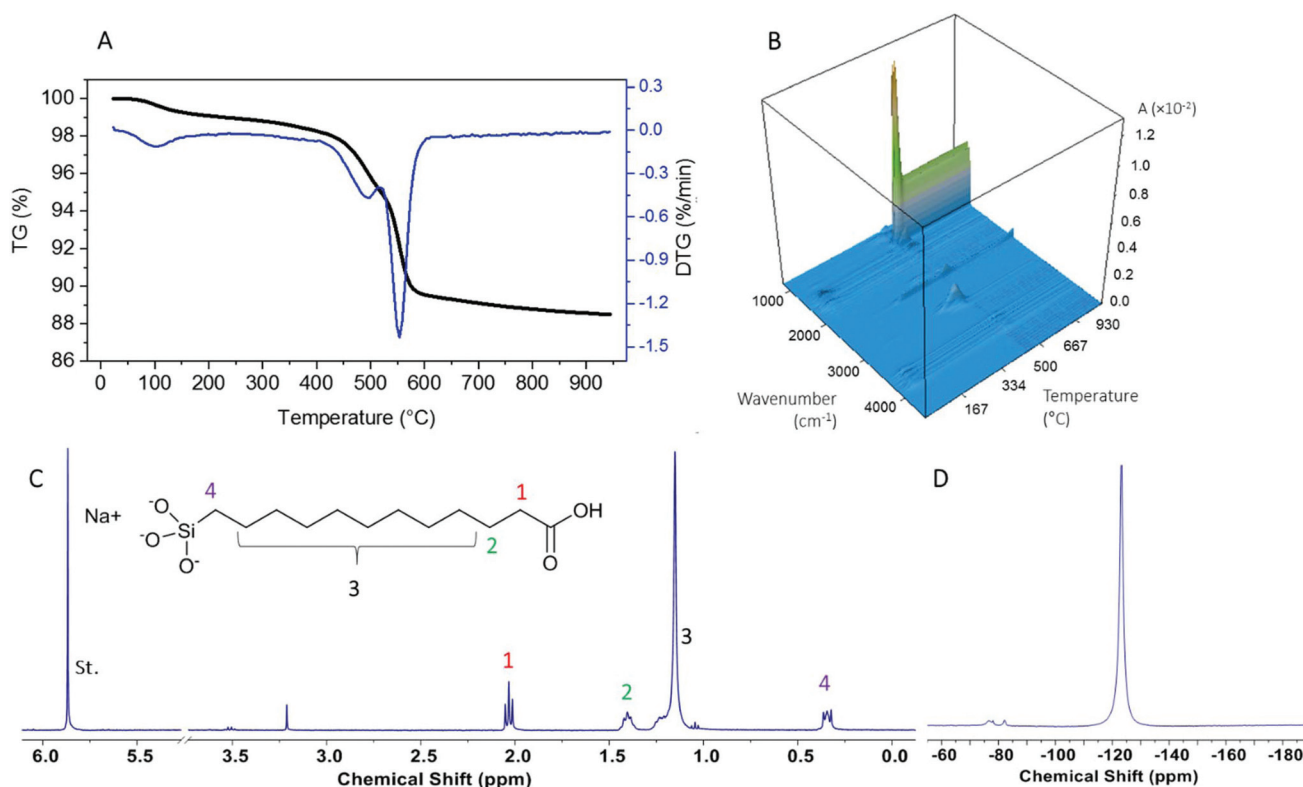 A
TG (%)
100
98
96
94
92
90
88
86
0 100 200 300 400 500 600 700 800 900
Temperature (°C)
0.3
0.0
-0.3
-0.6
-0.9
-1.2
-1.5
DTG (%/min)
B
A (×10⁻²)
1.2
1.0
0.8
0.6
0.4
0.2
0.0
1000
2000
3000
4000
Wavenumber
(cm⁻¹)
930
667
500
334
167
Temperature
(°C)
C
Na+
-O
-O
O-
Si
4
3
1
2
OH
O
St.
1
2
3
4
6.0 5.5 3.5 3.0 2.5 2.0 1.5 1.0 0.5 0.0
Chemical Shift (ppm)
D
-60 -80 -100 -120 -140 -160 -180
Chemical Shift (ppm)